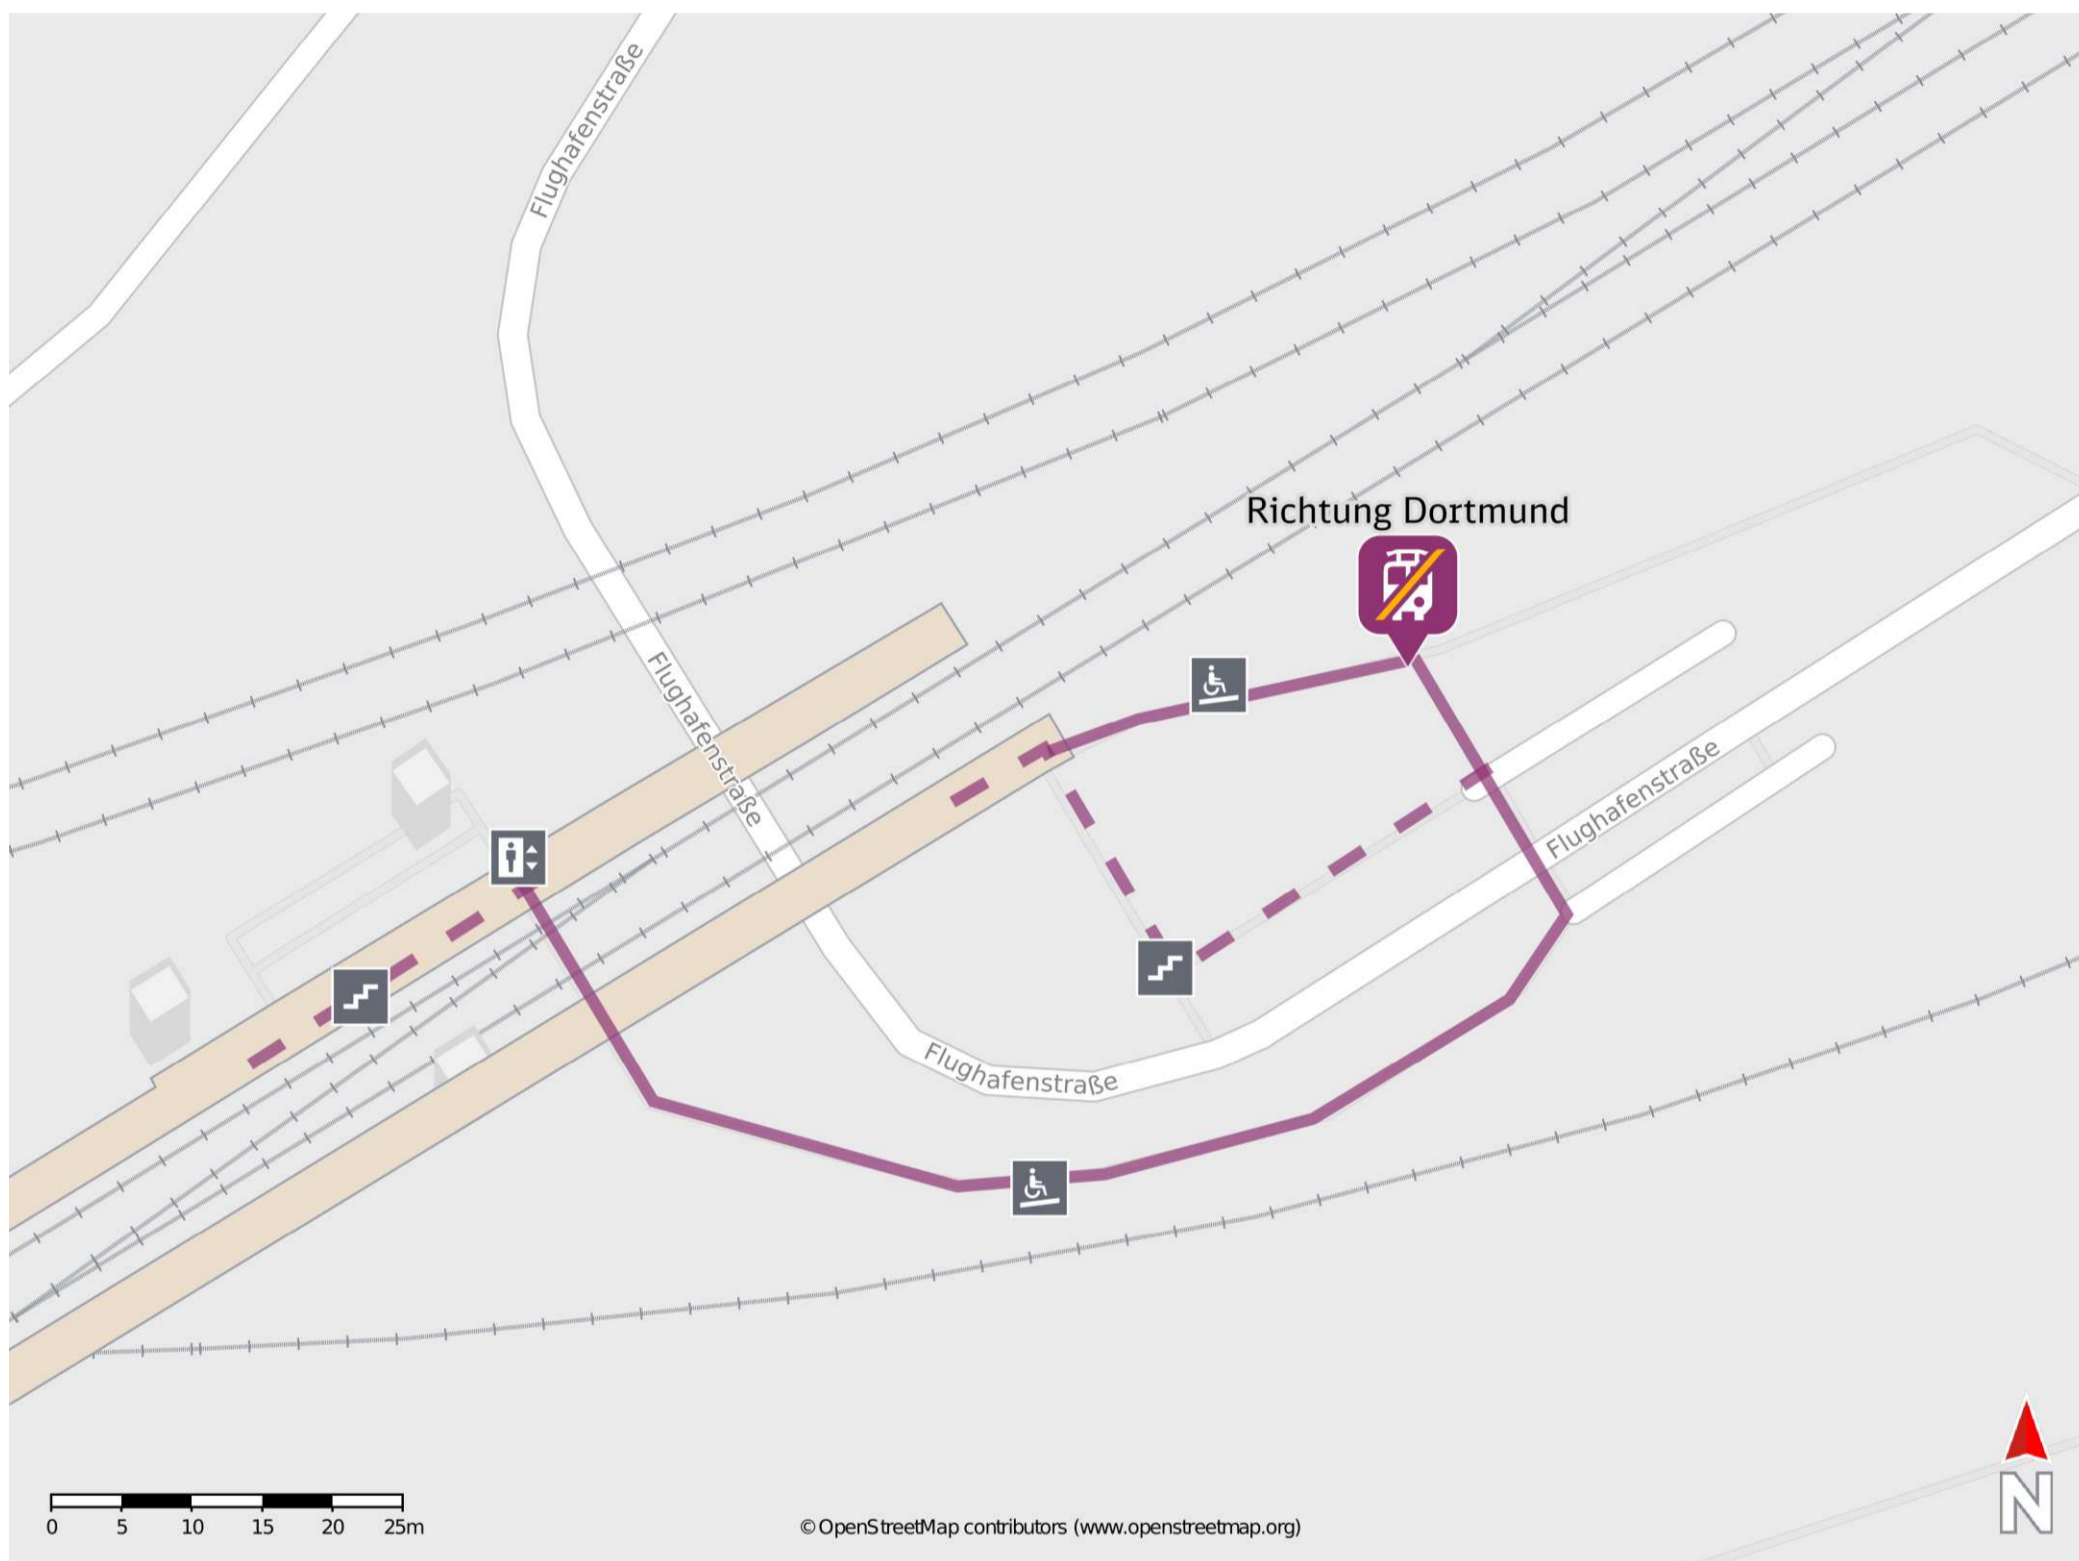 Flughafenstraße
Richtung Dortmund
Flughafenstraße
Flughafenstraße
Flughafenstraße
0 5 10 15 20 25m
© OpenStreetMap contributors (www.openstreetmap.org)
N